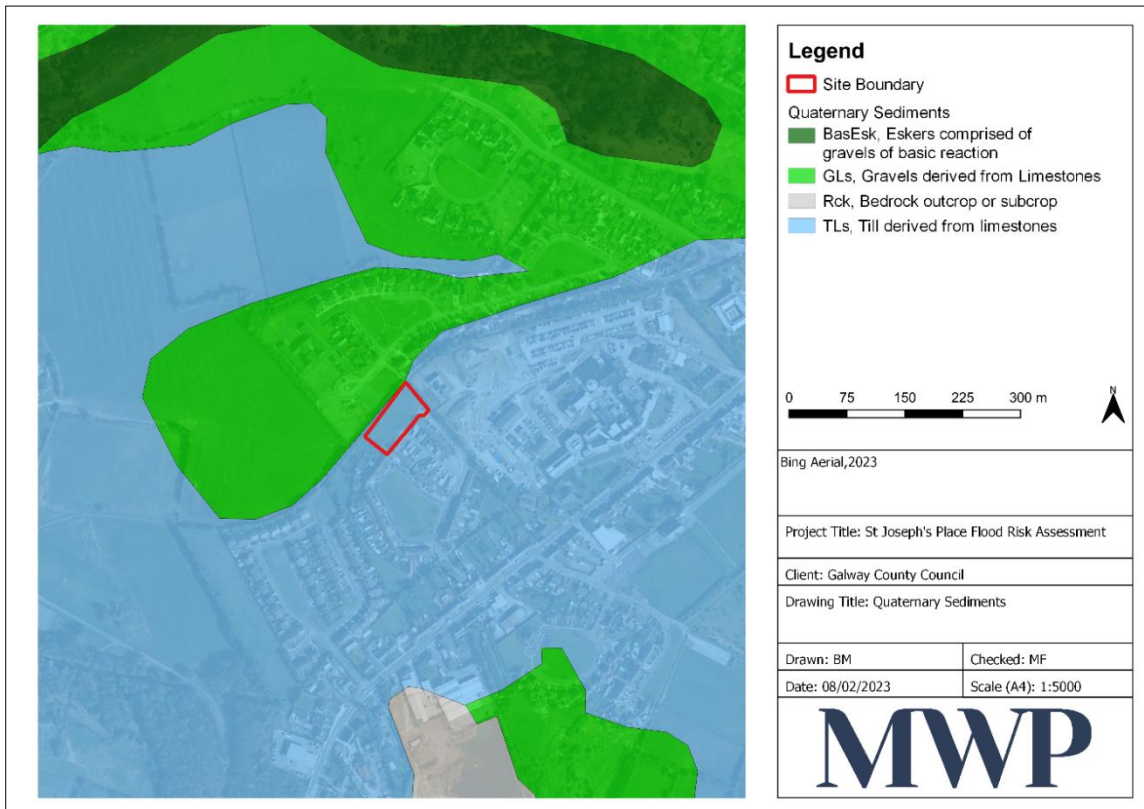 Legend
Site Boundary
Quaternary Sediments
BasEsk, Eskers comprised of
gravels of basic reaction
GLs, Gravels derived from Limestones
Rck, Bedrock outcrop or subcrop
TLs, Till derived from limestones
0 75 150 225 300 m
N
Bing Aerial,2023
Project Title: St Joseph's Place Flood Risk Assessment
Client: Galway County Council
Drawing Title: Quaternary Sediments
Drawn: BM
Checked: MF
Date: 08/02/2023
Scale (A4): 1:5000
MWP